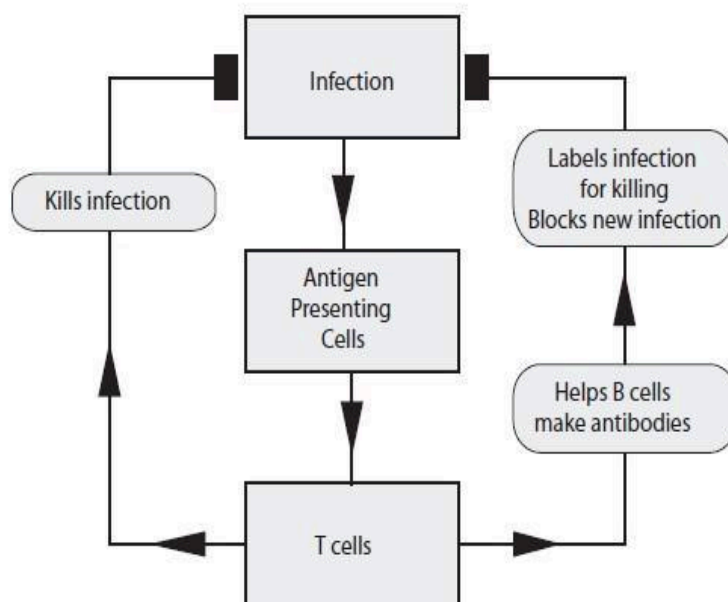 Infection
Kills infection
Labels infection
for killing
Blocks new infection
Antigen
Presenting
Cells
Helps B cells
make antibodies
T cells